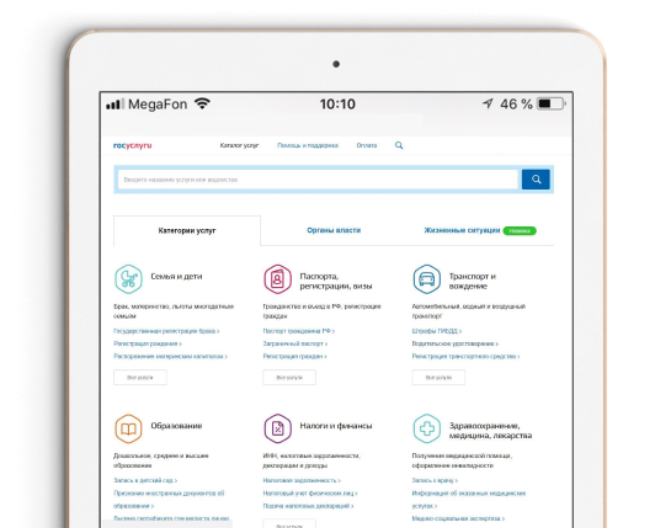 MegaFon 10:10 46 %
госуслуги Каталог услуг Помощь и поддержка Оплата
Введите название услуги или ведомства
Категории услуг Органы власти Жизненные ситуации Новинка
Семья и дети
Брак, материнство, льготы многодетным
семьям
Государственная регистрация брака >
Регистрация рождения >
Распоряжение материнским капиталом >
Все услуги
Паспорта,
регистрации, визы
Гражданство и въезд в РФ, регистрация
граждан
Паспорт гражданина РФ >
Заграничный паспорт >
Регистрация граждан >
Все услуги
Транспорт и
вождение
Автомобильный, водный и воздушный
транспорт
Штрафы ГИБДД >
Водительское удостоверение >
Регистрация транспортного средства >
Все услуги
Образование
Дошкольное, среднее и высшее
образование
Запись в детский сад >
Признание иностранных документов об
образовании >
Налоги и финансы
ИНН, налоговые задолженности,
декларации и доходы
Налоговая задолженность >
Налоговый учет физических лиц >
Подача налоговых деклараций >
Все услуги
Здравоохранение,
медицина, лекарства
Получение медицинской помощи,
оформление инвалидности
Запись к врачу >
Информация об оказанных медицинских
услугах >
Медико-социальная экспертиза >